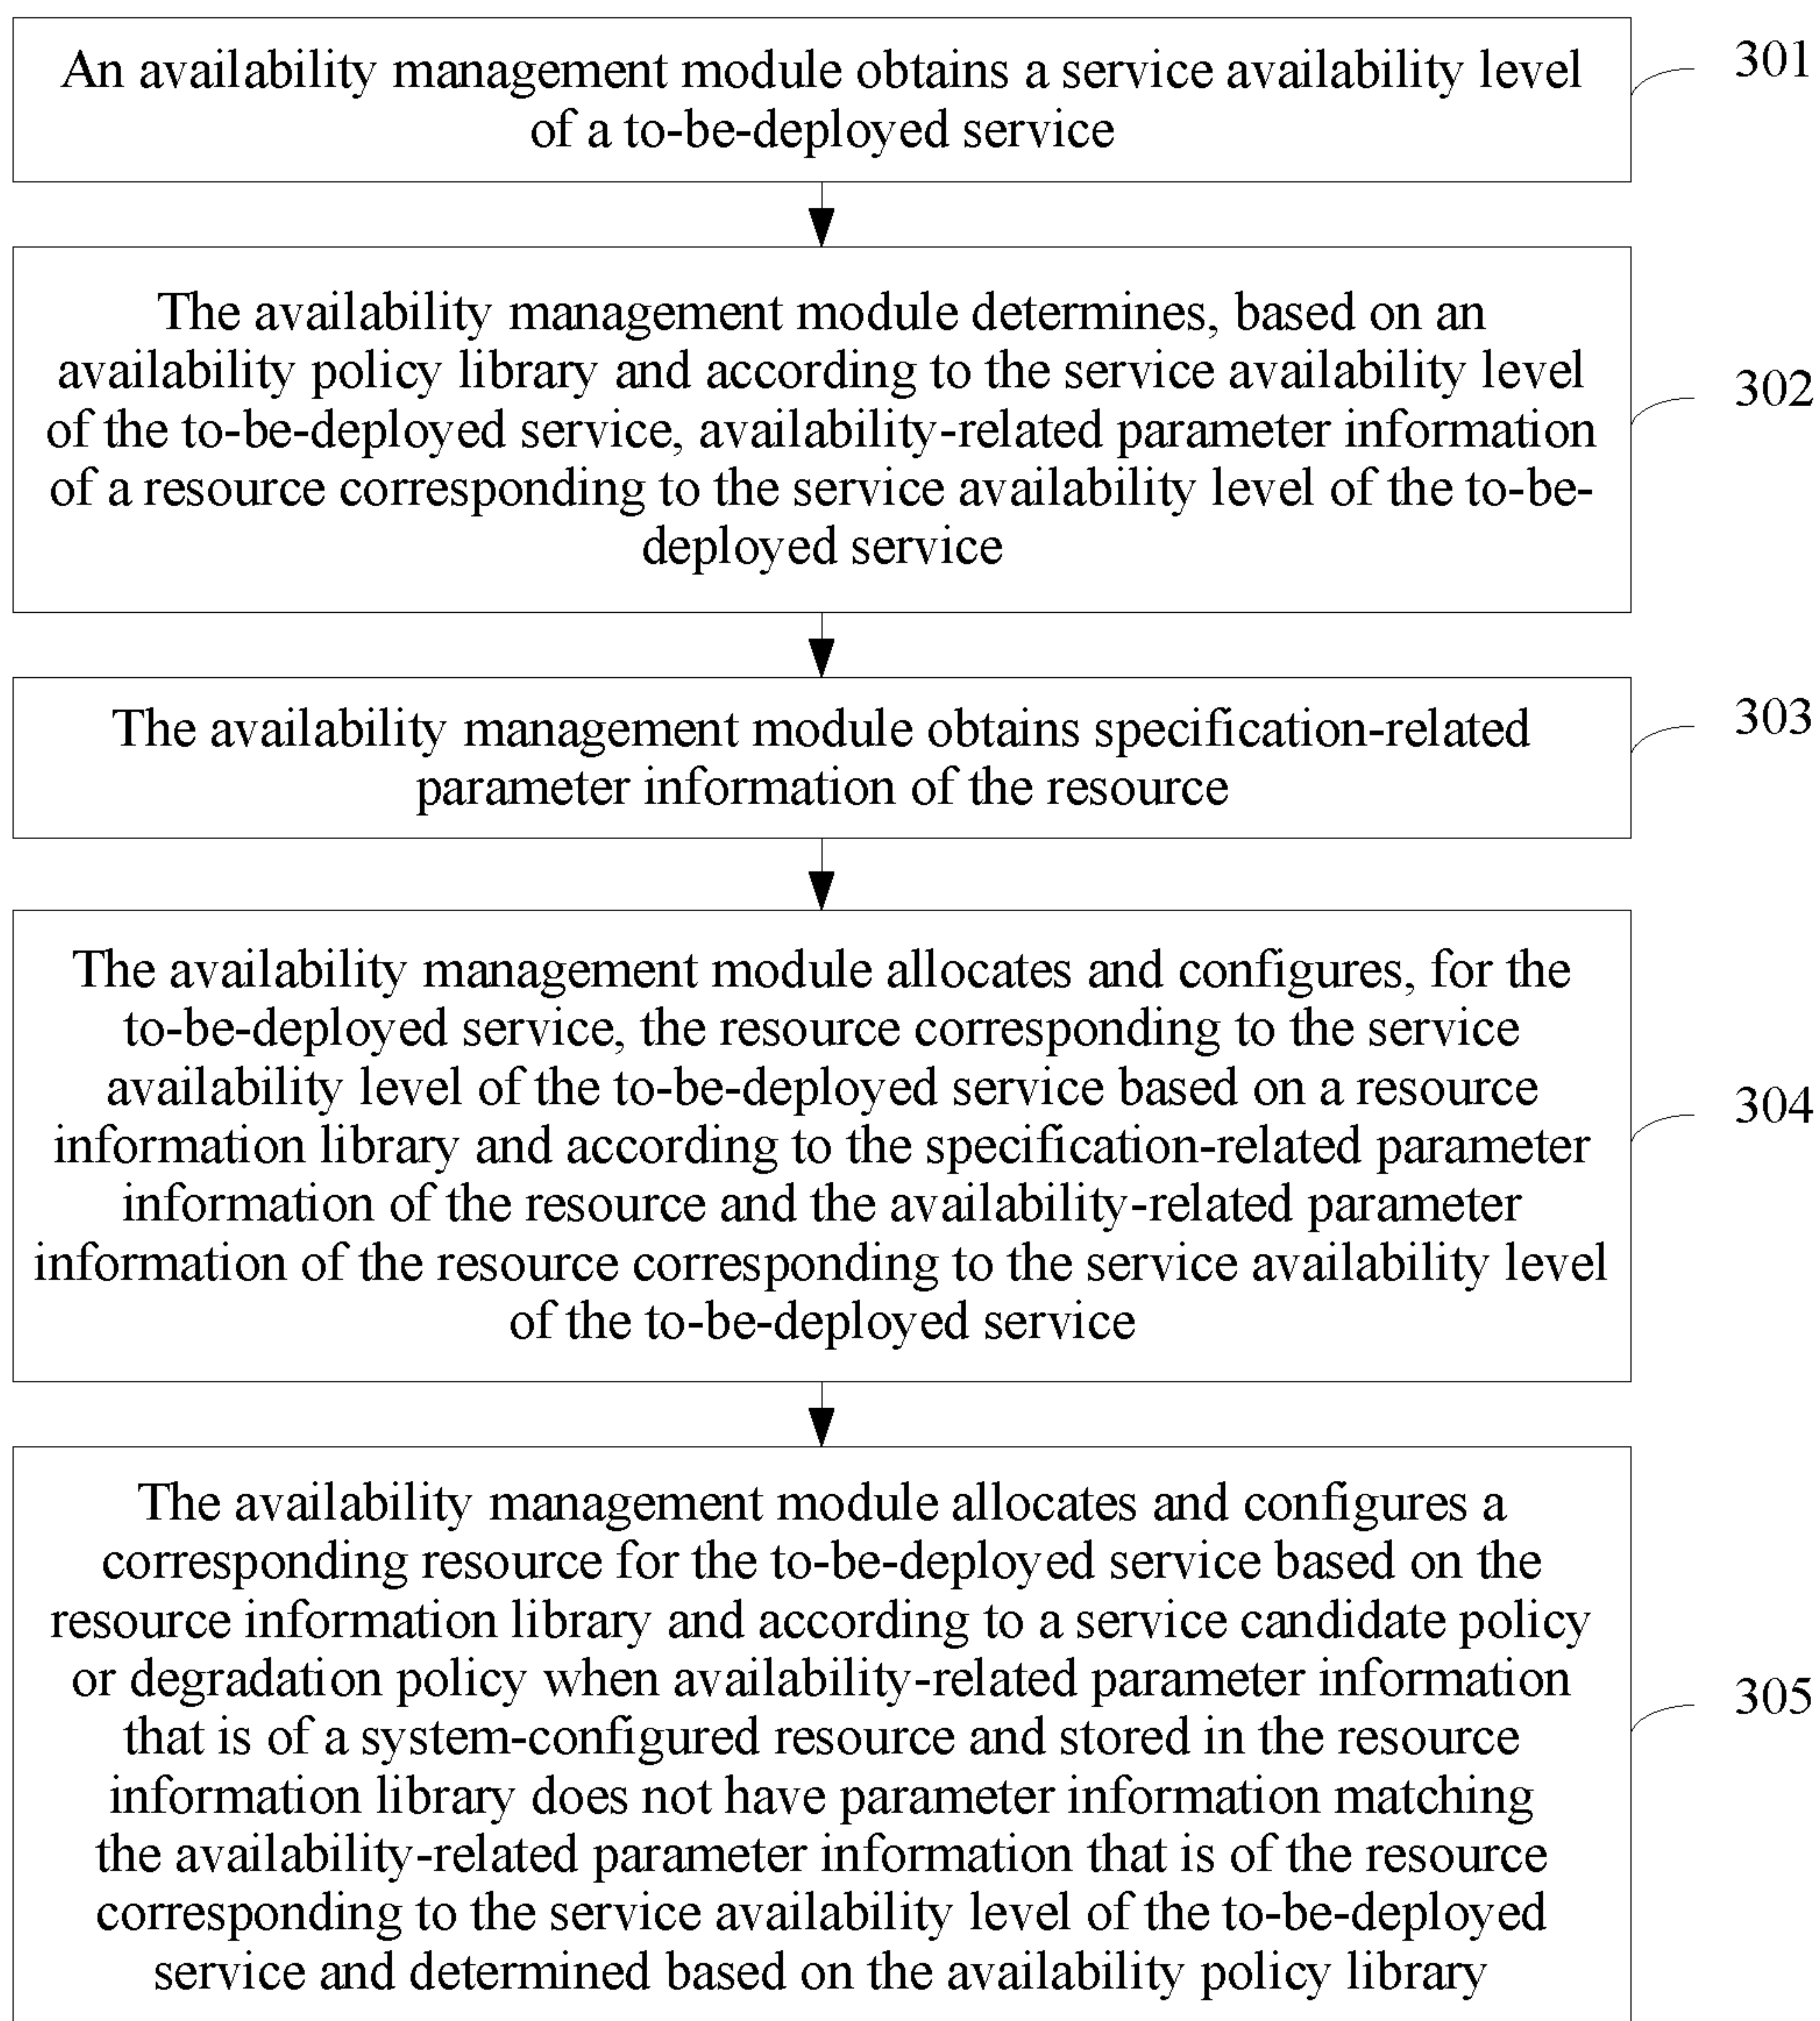 An availability management module obtains a service availability level
of a to-be-deployed service
301
The availability management module determines, based on an
availability policy library and according to the service availability level
of the to-be-deployed service, availability-related parameter information
of a resource corresponding to the service availability level of the to-be-
deployed service
302
The availability management module obtains specification-related
parameter information of the resource
303
The availability management module allocates and configures, for the
to-be-deployed service, the resource corresponding to the service
availability level of the to-be-deployed service based on a resource
information library and according to the specification-related parameter
information of the resource and the availability-related parameter
information of the resource corresponding to the service availability level
of the to-be-deployed service
304
The availability management module allocates and configures a
corresponding resource for the to-be-deployed service based on the
resource information library and according to a service candidate policy
or degradation policy when availability-related parameter information
that is of a system-configured resource and stored in the resource
information library does not have parameter information matching
the availability-related parameter information that is of the resource
corresponding to the service availability level of the to-be-deployed
service and determined based on the availability policy library
305